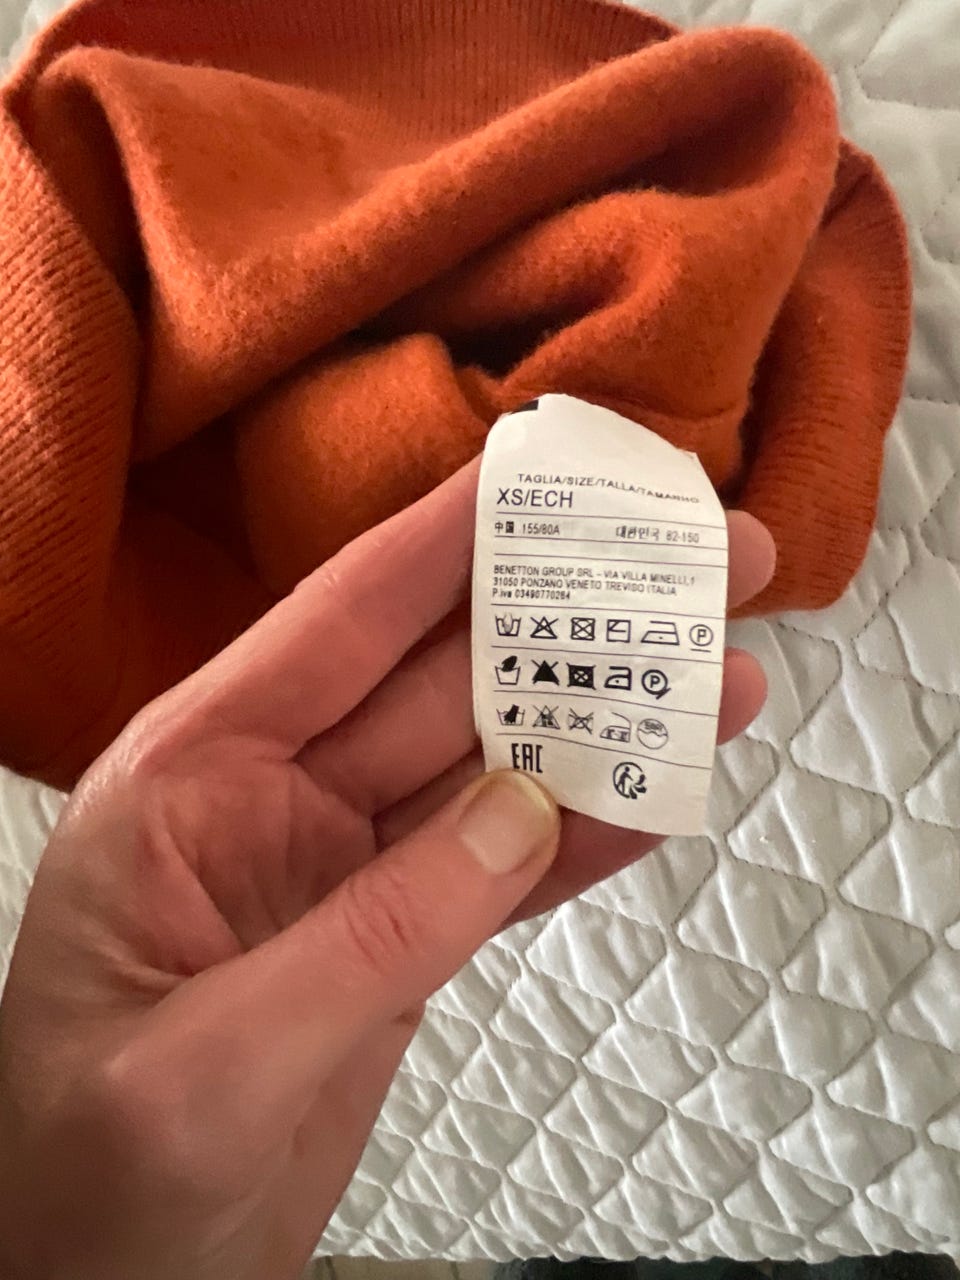 TAGLIA/SIZE/TALLA/TAMANHO
XS/ECH
中国 155/80A 대한민국 82-150
BENETTON GROUP SRL - VIA VILLA MINELLI,1
31050 PONZANO VENETO TREVISO ITALIA
P.iva 03490770264
P
P
EAC